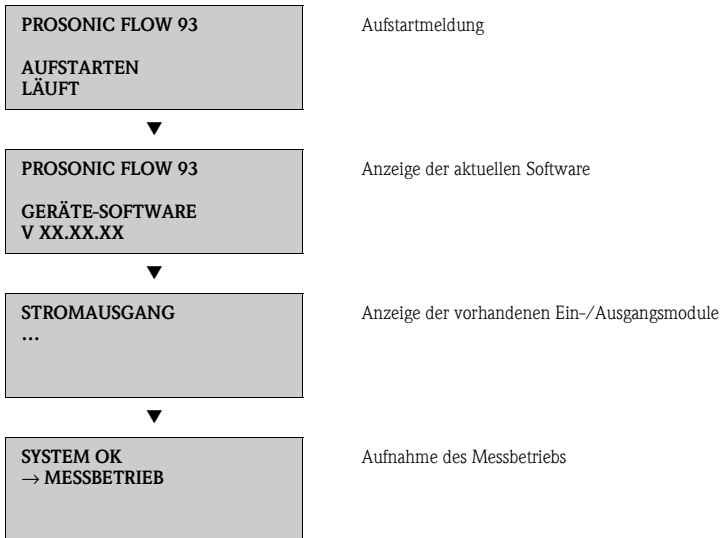 PROSONIC FLOW 93
Aufstartmeldung
AUFSTARTEN
LÄUFT
▼
PROSONIC FLOW 93
Anzeige der aktuellen Software
GERÄTE-SOFTWARE
V XX.XX.XX
▼
STROMAUSGANG
Anzeige der vorhandenen Ein-/Ausgangsmodule
…
▼
SYSTEM OK
Aufnahme des Messbetriebs
→ MESSBETRIEB